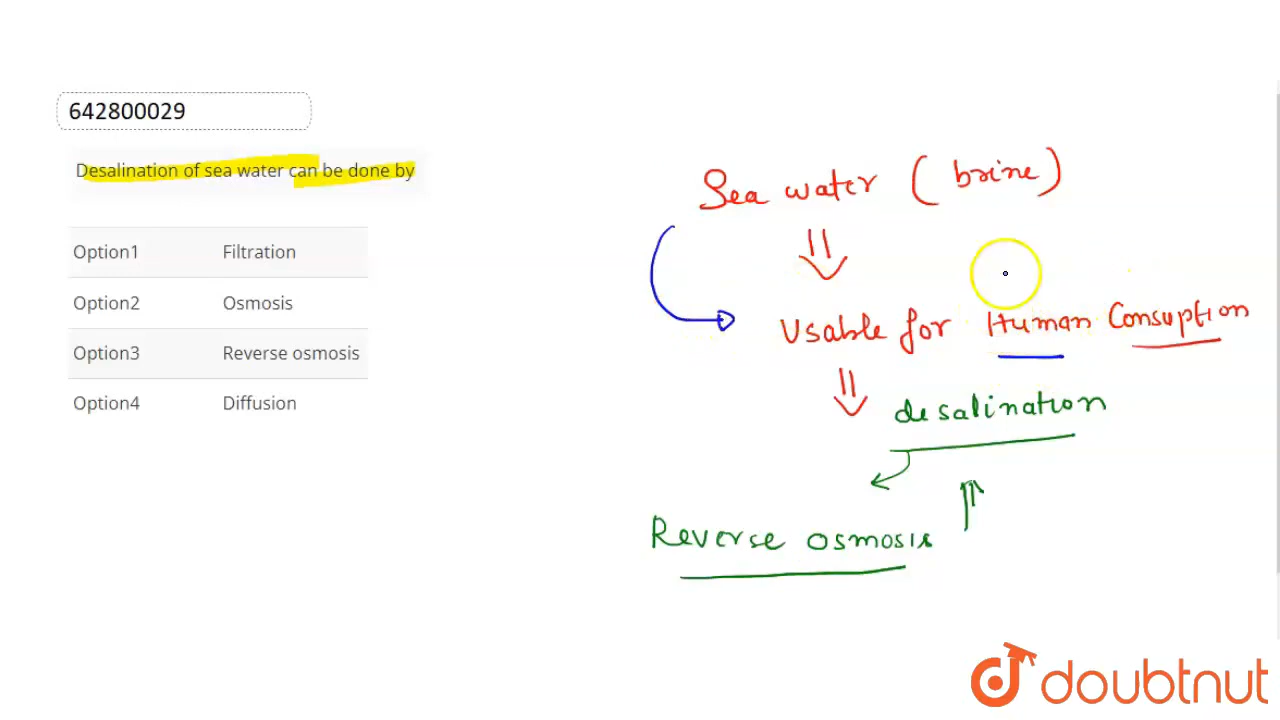 642800029
Desalination of sea water can be done by
Option1 Filtration
Option2 Osmosis
Option3 Reverse osmosis
Option4 Diffusion
Sea water (brine)
Usable for Human Consuption
desalination
Reverse osmosis
doubtnut